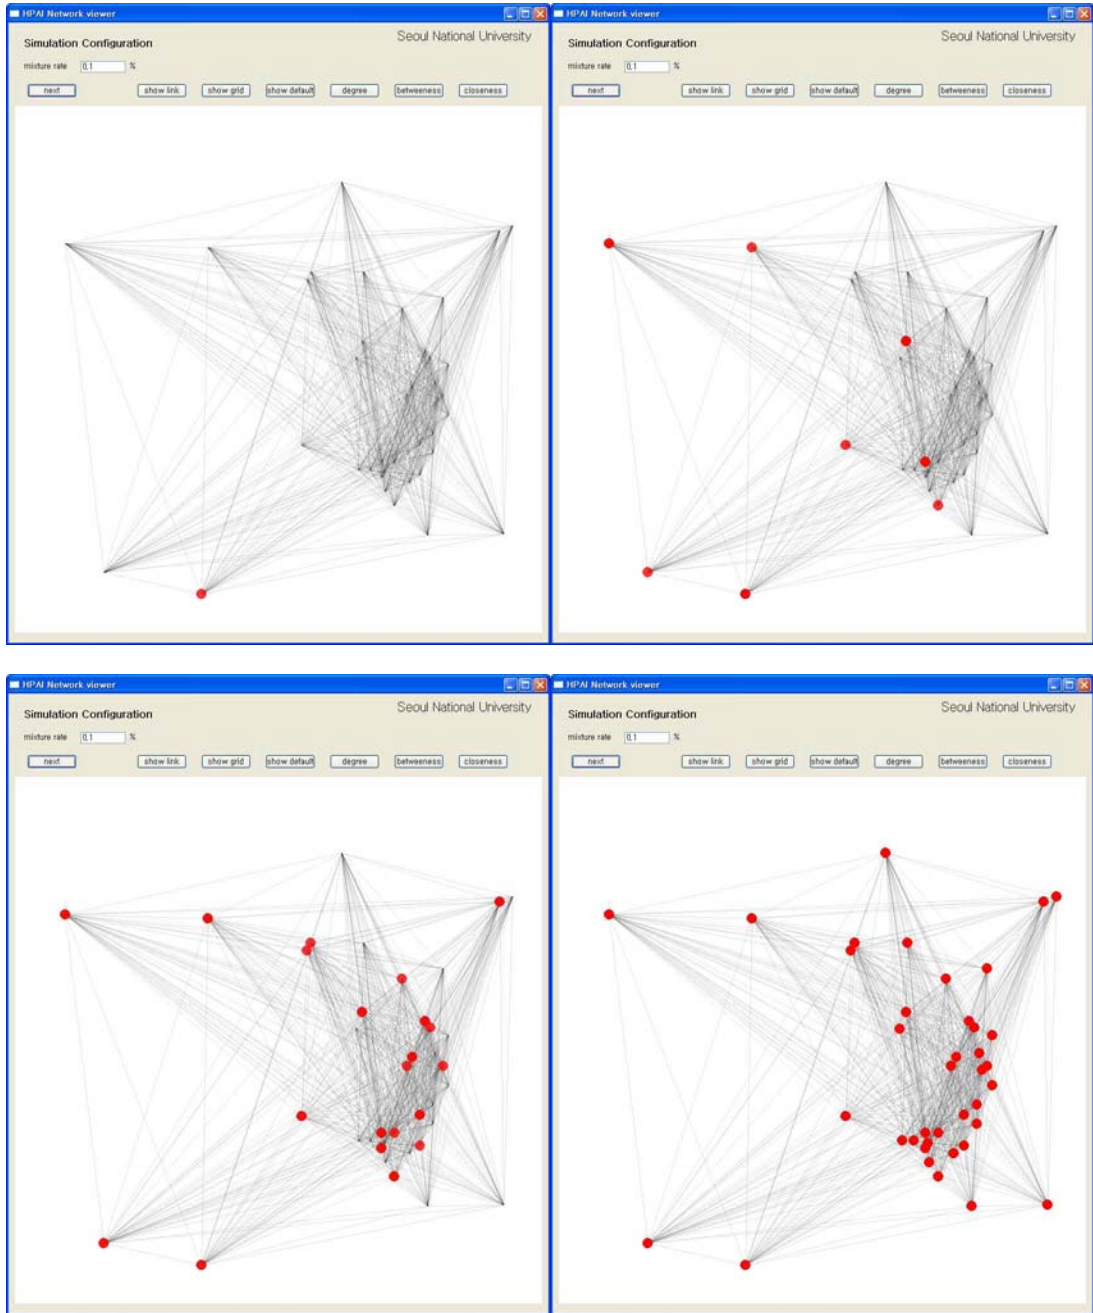 HPAI Network viewer
Seoul National University
Simulation Configuration
mixture rate 0,1 %
next show link show grid show default degree betweeness closeness
HPAI Network viewer
Seoul National University
Simulation Configuration
mixture rate 0,1 %
next show link show grid show default degree betweeness closeness
HPAI Network viewer
Seoul National University
Simulation Configuration
mixture rate 0,1 %
next show link show grid show default degree betweeness closeness
HPAI Network viewer
Seoul National University
Simulation Configuration
mixture rate 0,1 %
next show link show grid show default degree betweeness closeness